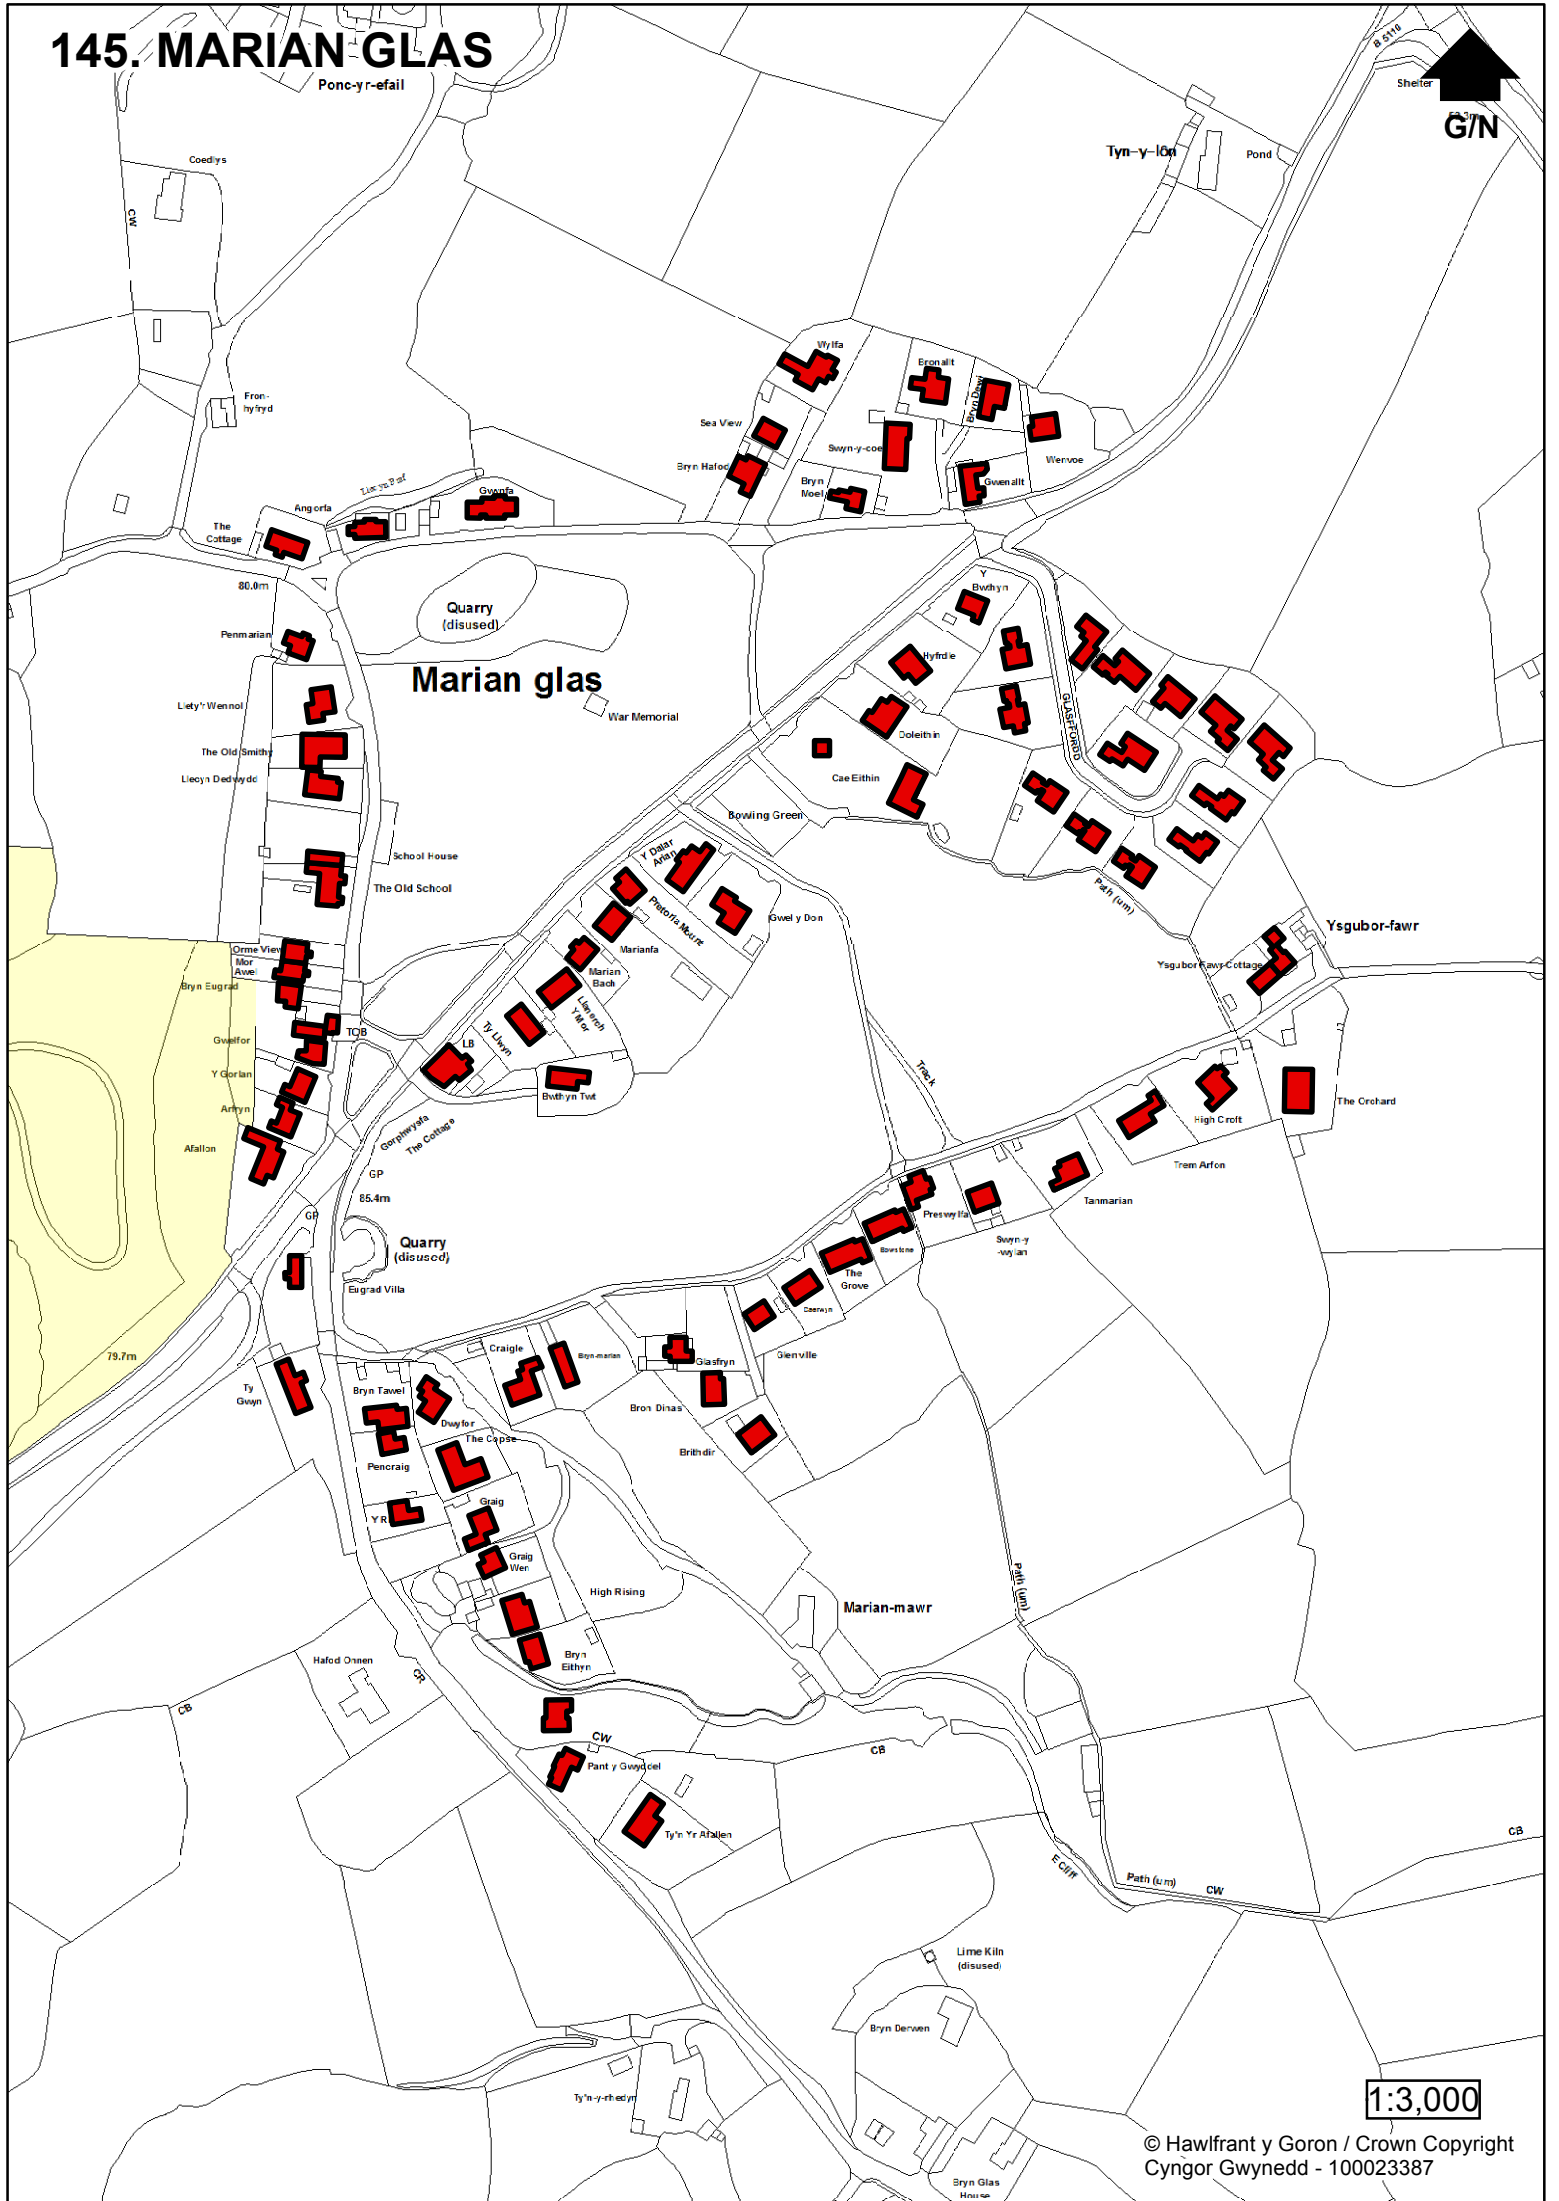 145. MARIAN GLAS
Ponc-yr-efail
B 5110
Shelter
G/N
Coedlys
Tyn-y-lôn
Pond
CW
Wylfa
Bronallt
Bryn Dewi
Fron-
hyfryd
Sea View
Swyn-y-coe
Wenvoe
Bryn Hafod
Bryn
Moel
Gwenallt
Gwynfa
Angorfa
The
Cottage
80.0m
Quarry
(disused)
Y
Bwthyn
Penmarian
Hyfrdle
Marian glas
Llety'r Wennol
War Memorial
GLASFFORDD
Doleithin
The Old Smithy
Llecyn Dedwydd
Cae Eithin
Bowling Green
School House
Y Dalar
Arian
The Old School
Path (um)
Pretoria Mount
Gwel y Don
Ysgubor-fawr
Orme View
Marianfa
Mor
Awel
Marian
Bach
Ysgubor Fawr Cottage
Bryn Eugrad
Llanerch
Y Mor
TCB
Ty Llwyn
Gwelfor
LB
Track
Y Gorlan
Bwthyn Twt
Arfryn
The Orchard
High Croft
Gorphwysfa
The Cottage
Afallon
GP
Trem Arfon
85.4m
Tanmarian
GP
Preswylfa
Swyn-y
-wylan
Quarry
(disused)
Bowstone
The
Grove
Eugrad Villa
Daerwyn
79.7m
Craigle
Bryn-marian
Glasfryn
Glenville
Ty
Gwyn
Bryn Tawel
Bron Dinas
Dwyfor
The Copse
Brithdir
Pencraig
Graig
Y R
Graig
Wen
High Rising
Path (um)
Marian-mawr
Hafod Onnen
Bryn
Eithyn
CR
CB
CW
CB
Pant y Gwyddel
Ty'n Yr Afallen
CB
E Cliff
Path (um)
CW
Lime Kiln
(disused)
Bryn Derwen
Ty'n-y-rhedyn
1:3,000
© Hawlfrant y Goron / Crown Copyright
Cyngor Gwynedd - 100023387
Bryn Glas
House